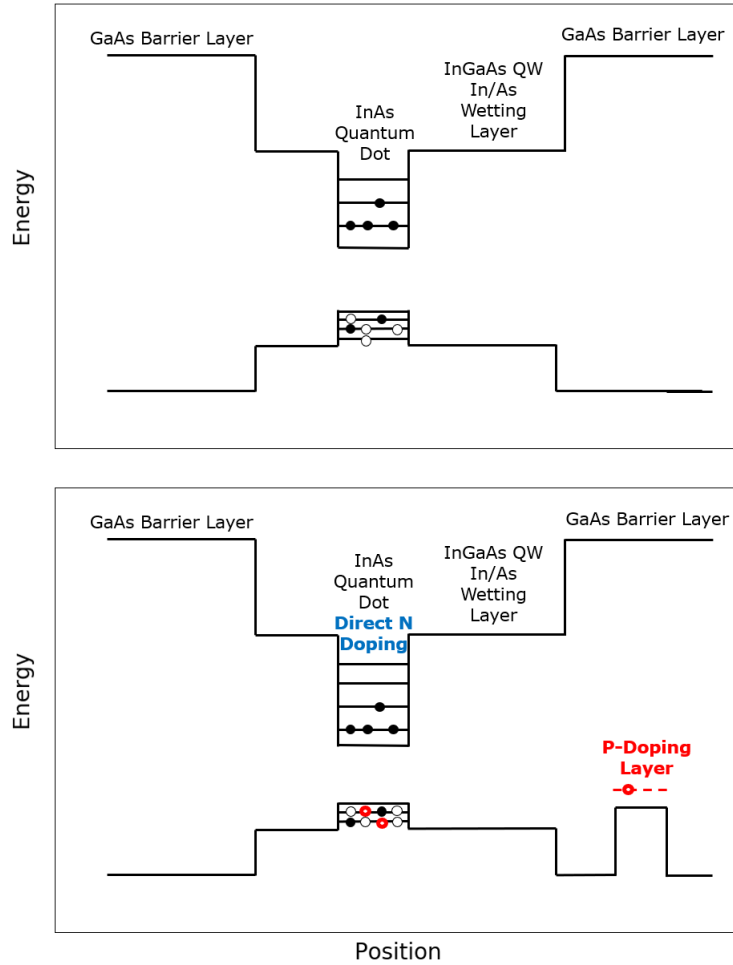 GaAs Barrier Layer
GaAs Barrier Layer
InGaAs QW
In/As
Wetting
Layer
InAs
Quantum
Dot
Energy
GaAs Barrier Layer
GaAs Barrier Layer
InAs
Quantum
Dot
Direct N
Doping
InGaAs QW
In/As
Wetting
Layer
Energy
P-Doping
Layer
Position